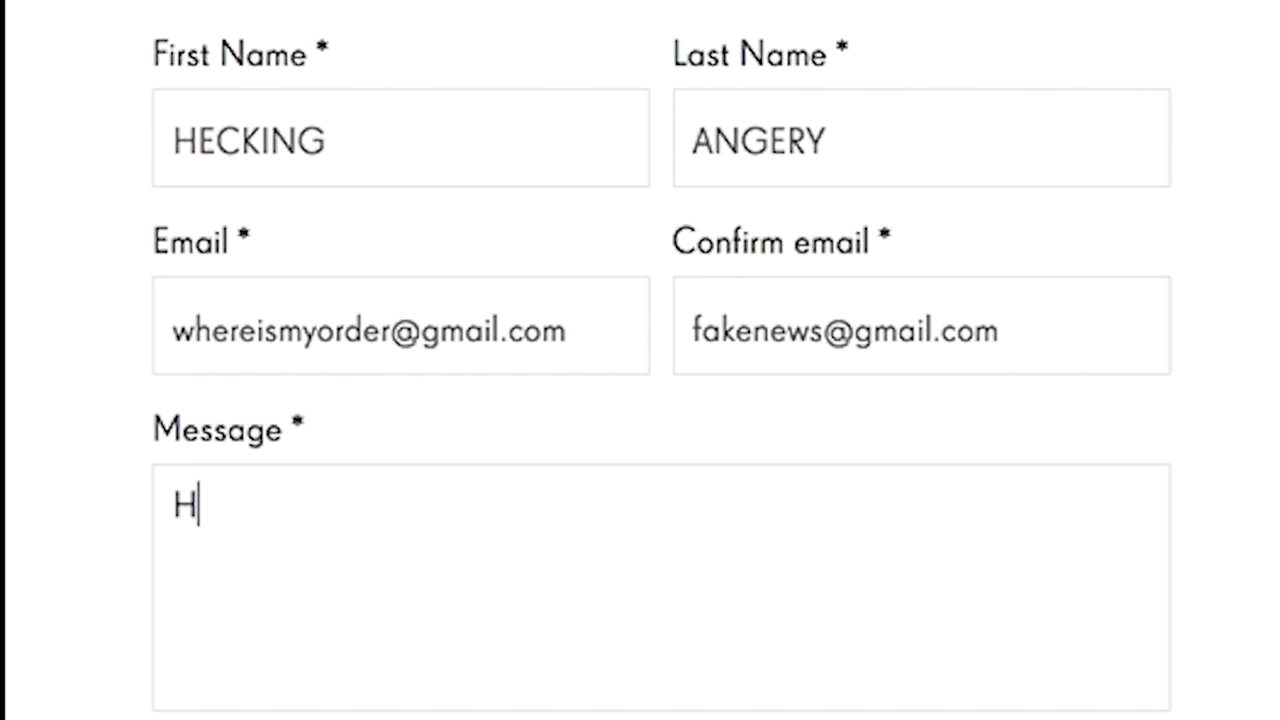 First Name *
Last Name *
HECKING
ANGERY
Email *
Confirm email *
whereismyorder@gmail.com
fakenews@gmail.com
Message *
H